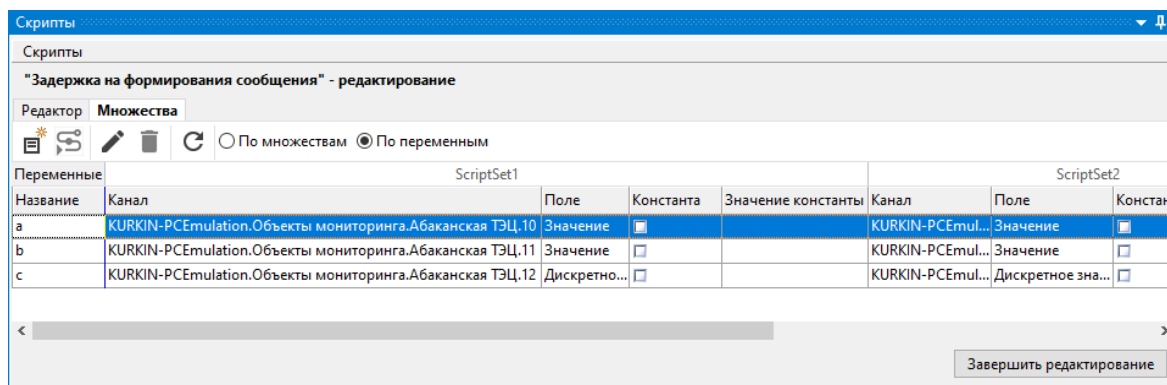 Скрипты
Скрипты
"Задержка на формирования сообщения" - редактирование
Редактор Множества
По множествам По переменным
Переменные ScriptSet1 ScriptSet2
Название Канал Поле Константа Значение константы Канал Поле Констан
a KURKIN-PCEmulation.Объекты мониторинга.Абаканская ТЭЦ.10 Значение KURKIN-PCEmul... Значение
b KURKIN-PCEmulation.Объекты мониторинга.Абаканская ТЭЦ.11 Значение KURKIN-PCEmul... Значение
c KURKIN-PCEmulation.Объекты мониторинга.Абаканская ТЭЦ.12 Дискретно... KURKIN-PCEmul... Дискретное зна...
Завершить редактирование